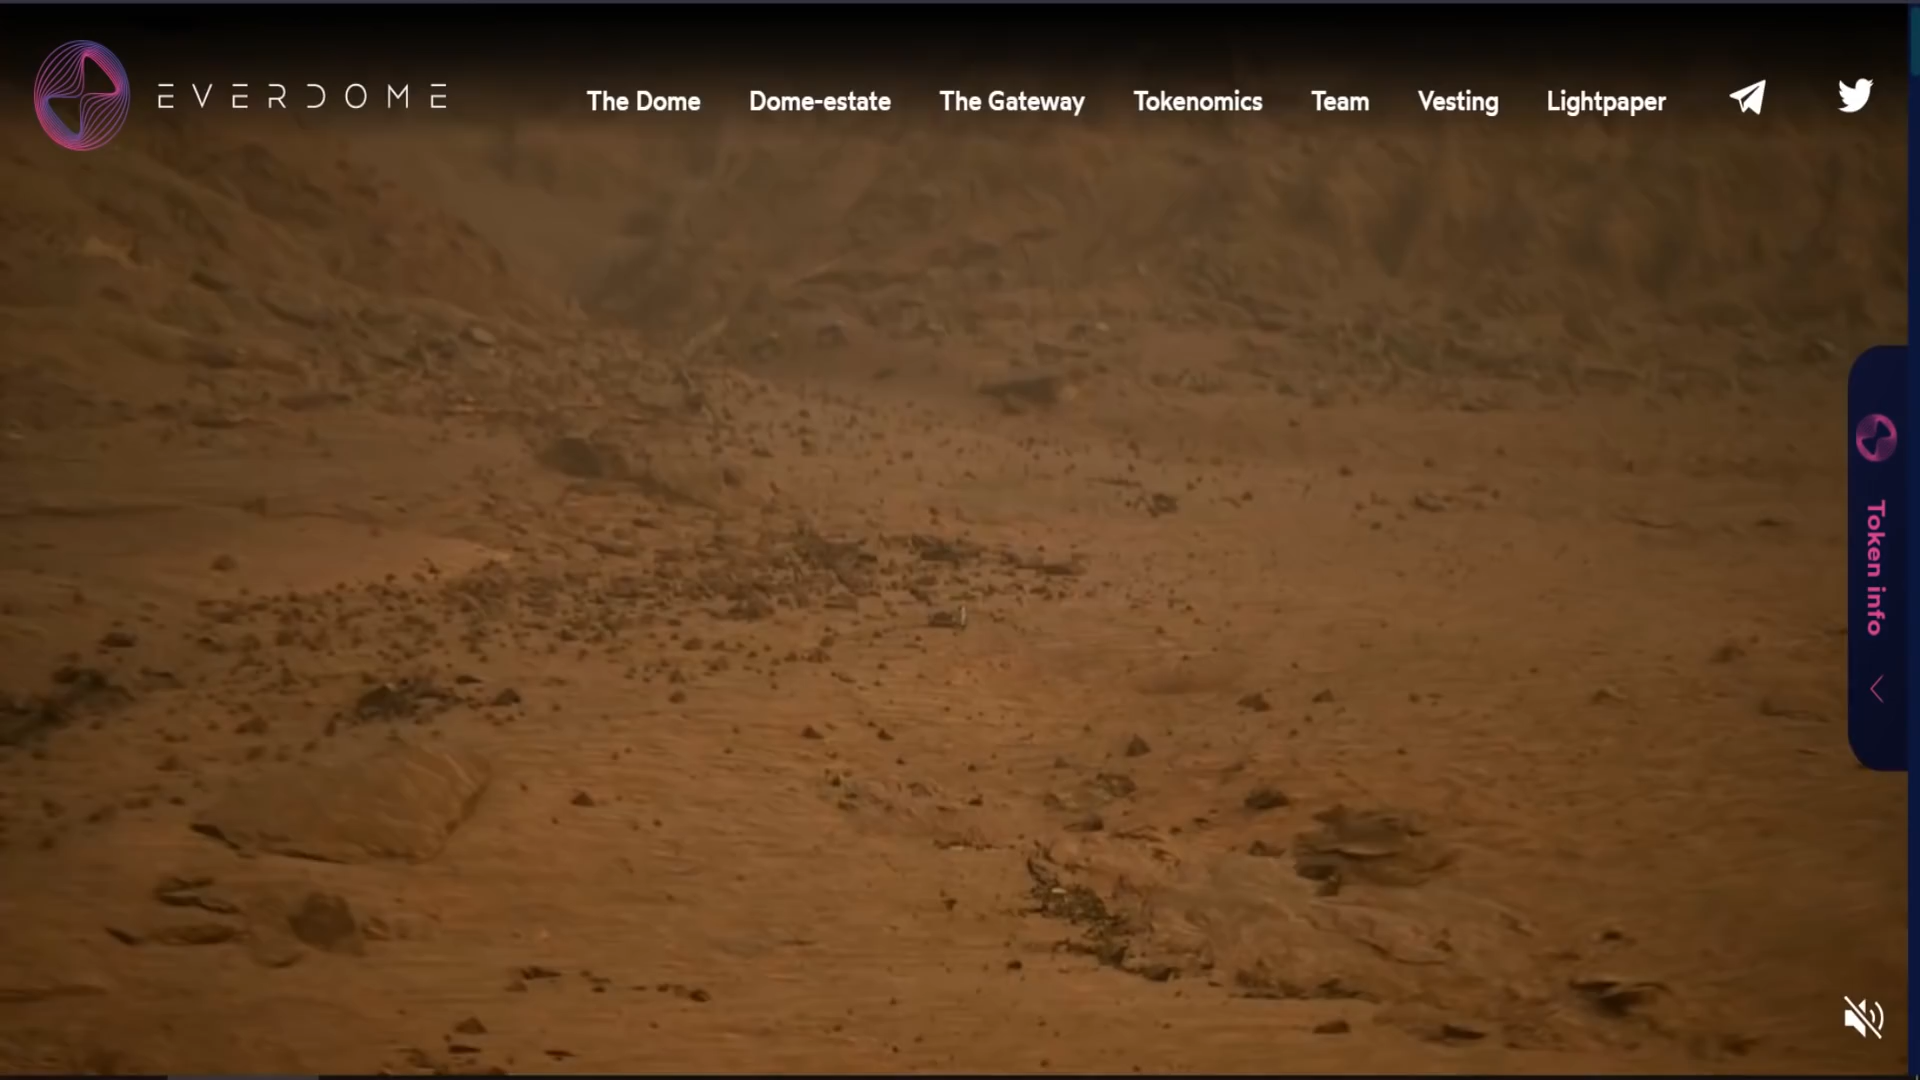 EVERDOME
The Dome
Dome-estate
The Gateway
Tokenomics
Team
Vesting
Lightpaper
Token info